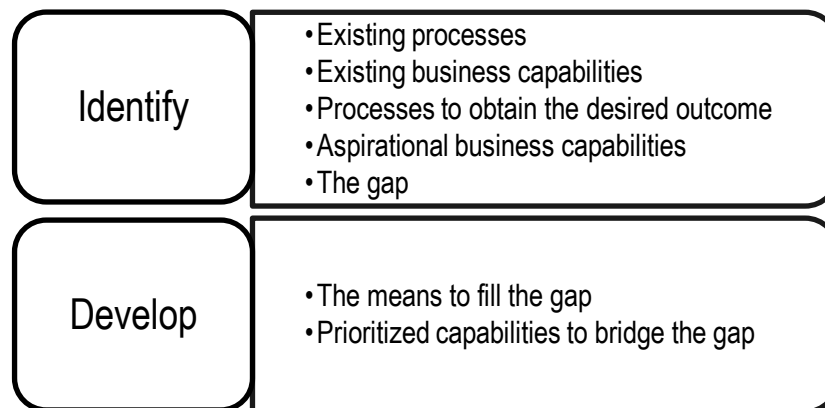 Identify
•Existing processes
•Existing business capabilities
•Processes to obtain the desired outcome
•Aspirational business capabilities
•The gap
Develop
•The means to fill the gap
•Prioritized capabilities to bridge the gap